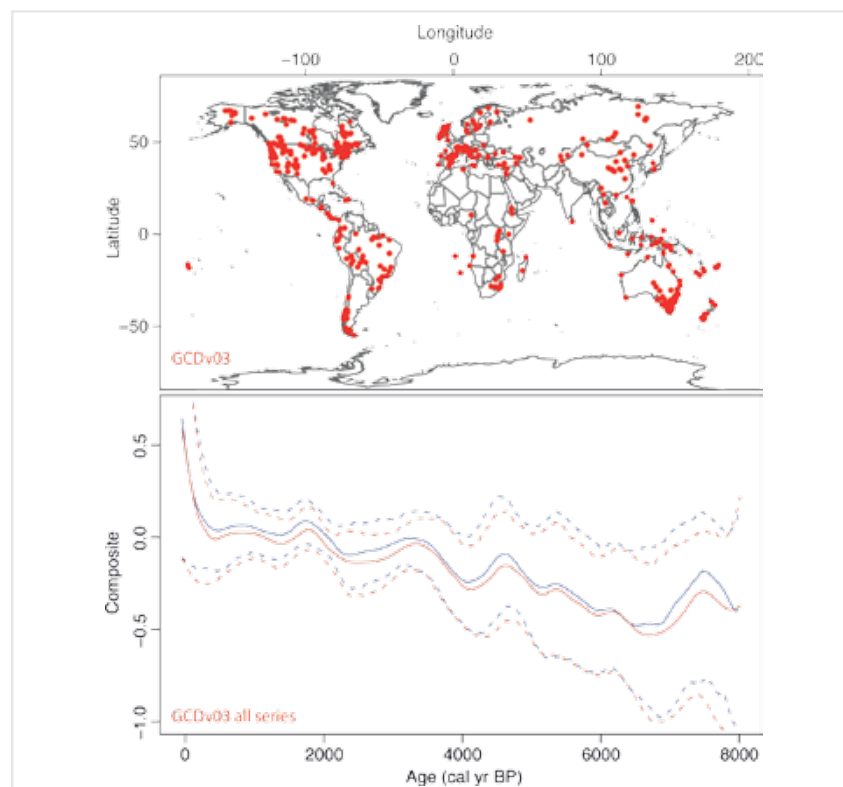 Longitude
−100 0 100 200
50
0
−50
Latitude
GCDv03
0.5
0.0
−0.5
−1.0
Composite
GCDv03 all series
0 2000 4000 6000 8000
Age (cal yr BP)